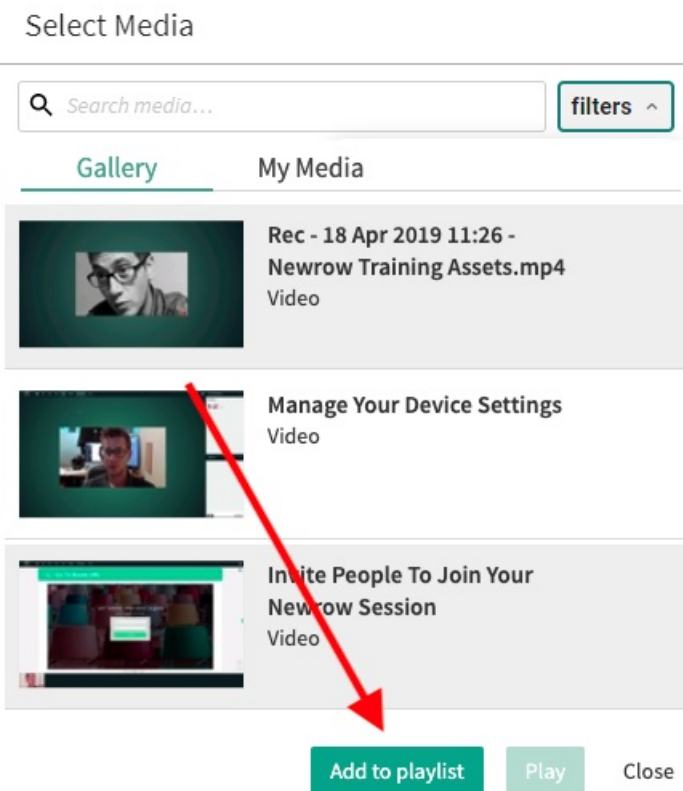 Select Media
Search media...
filters
Gallery
My Media
Rec - 18 Apr 2019 11:26 -
Newrow Training Assets.mp4
Video
Manage Your Device Settings
Video
Invite People To Join Your
Newrow Session
Video
Add to playlist
Play
Close